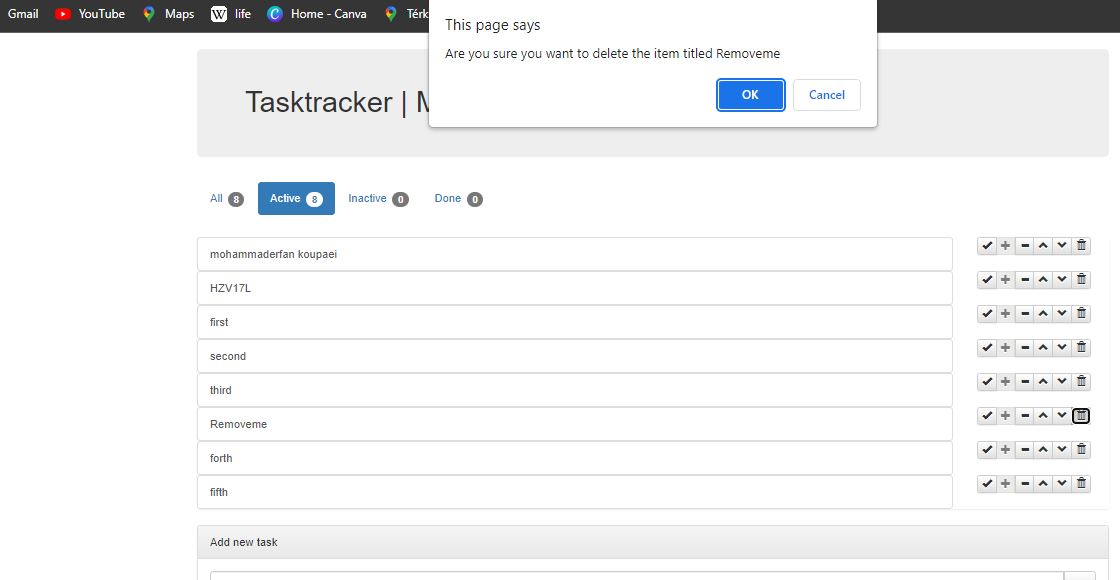 Gmail YouTube Maps life Home - Canva Térk
This page says
Are you sure you want to delete the item titled Removeme
OK Cancel
Tasktracker | M
All 8 Active 8 Inactive 0 Done 0
mohammaderfan koupaei
HZV17L
first
second
third
Removeme
forth
fifth
Add new task